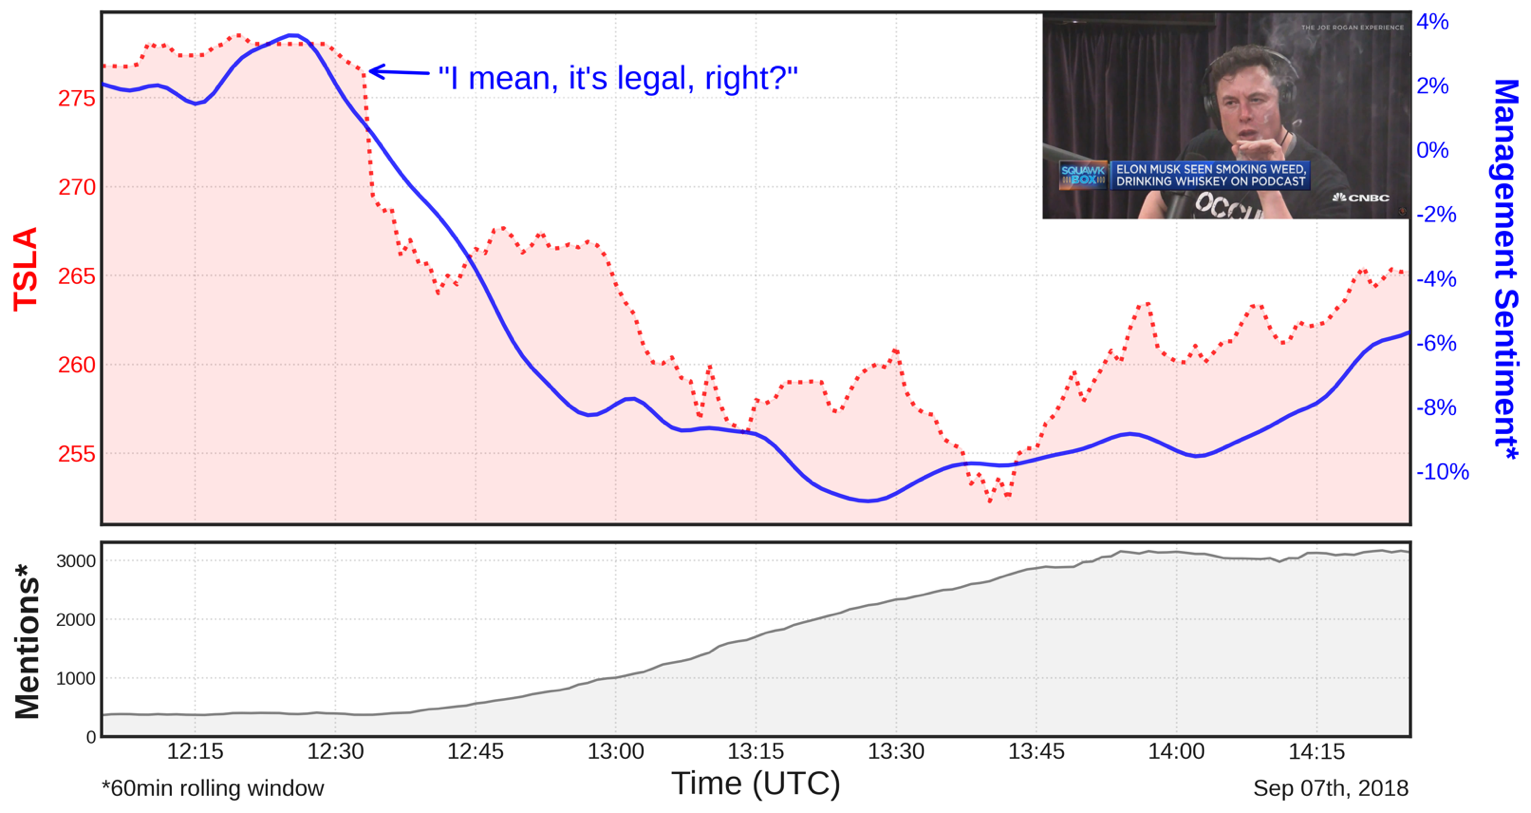 TSLA
275
270
265
260
255
"I mean, it's legal, right?"
THE JOE ROGAN EXPERIENCE
SQUAWK
BOX
ELON MUSK SEEN SMOKING WEED,
DRINKING WHISKEY ON PODCAST
OCCU
CNBC
4%
2%
0%
-2%
-4%
-6%
-8%
-10%
Management Sentiment*
Mentions*
3000
2000
1000
0
12:15
12:30
12:45
13:00
13:15
13:30
13:45
14:00
14:15
Time (UTC)
*60min rolling window
Sep 07th, 2018